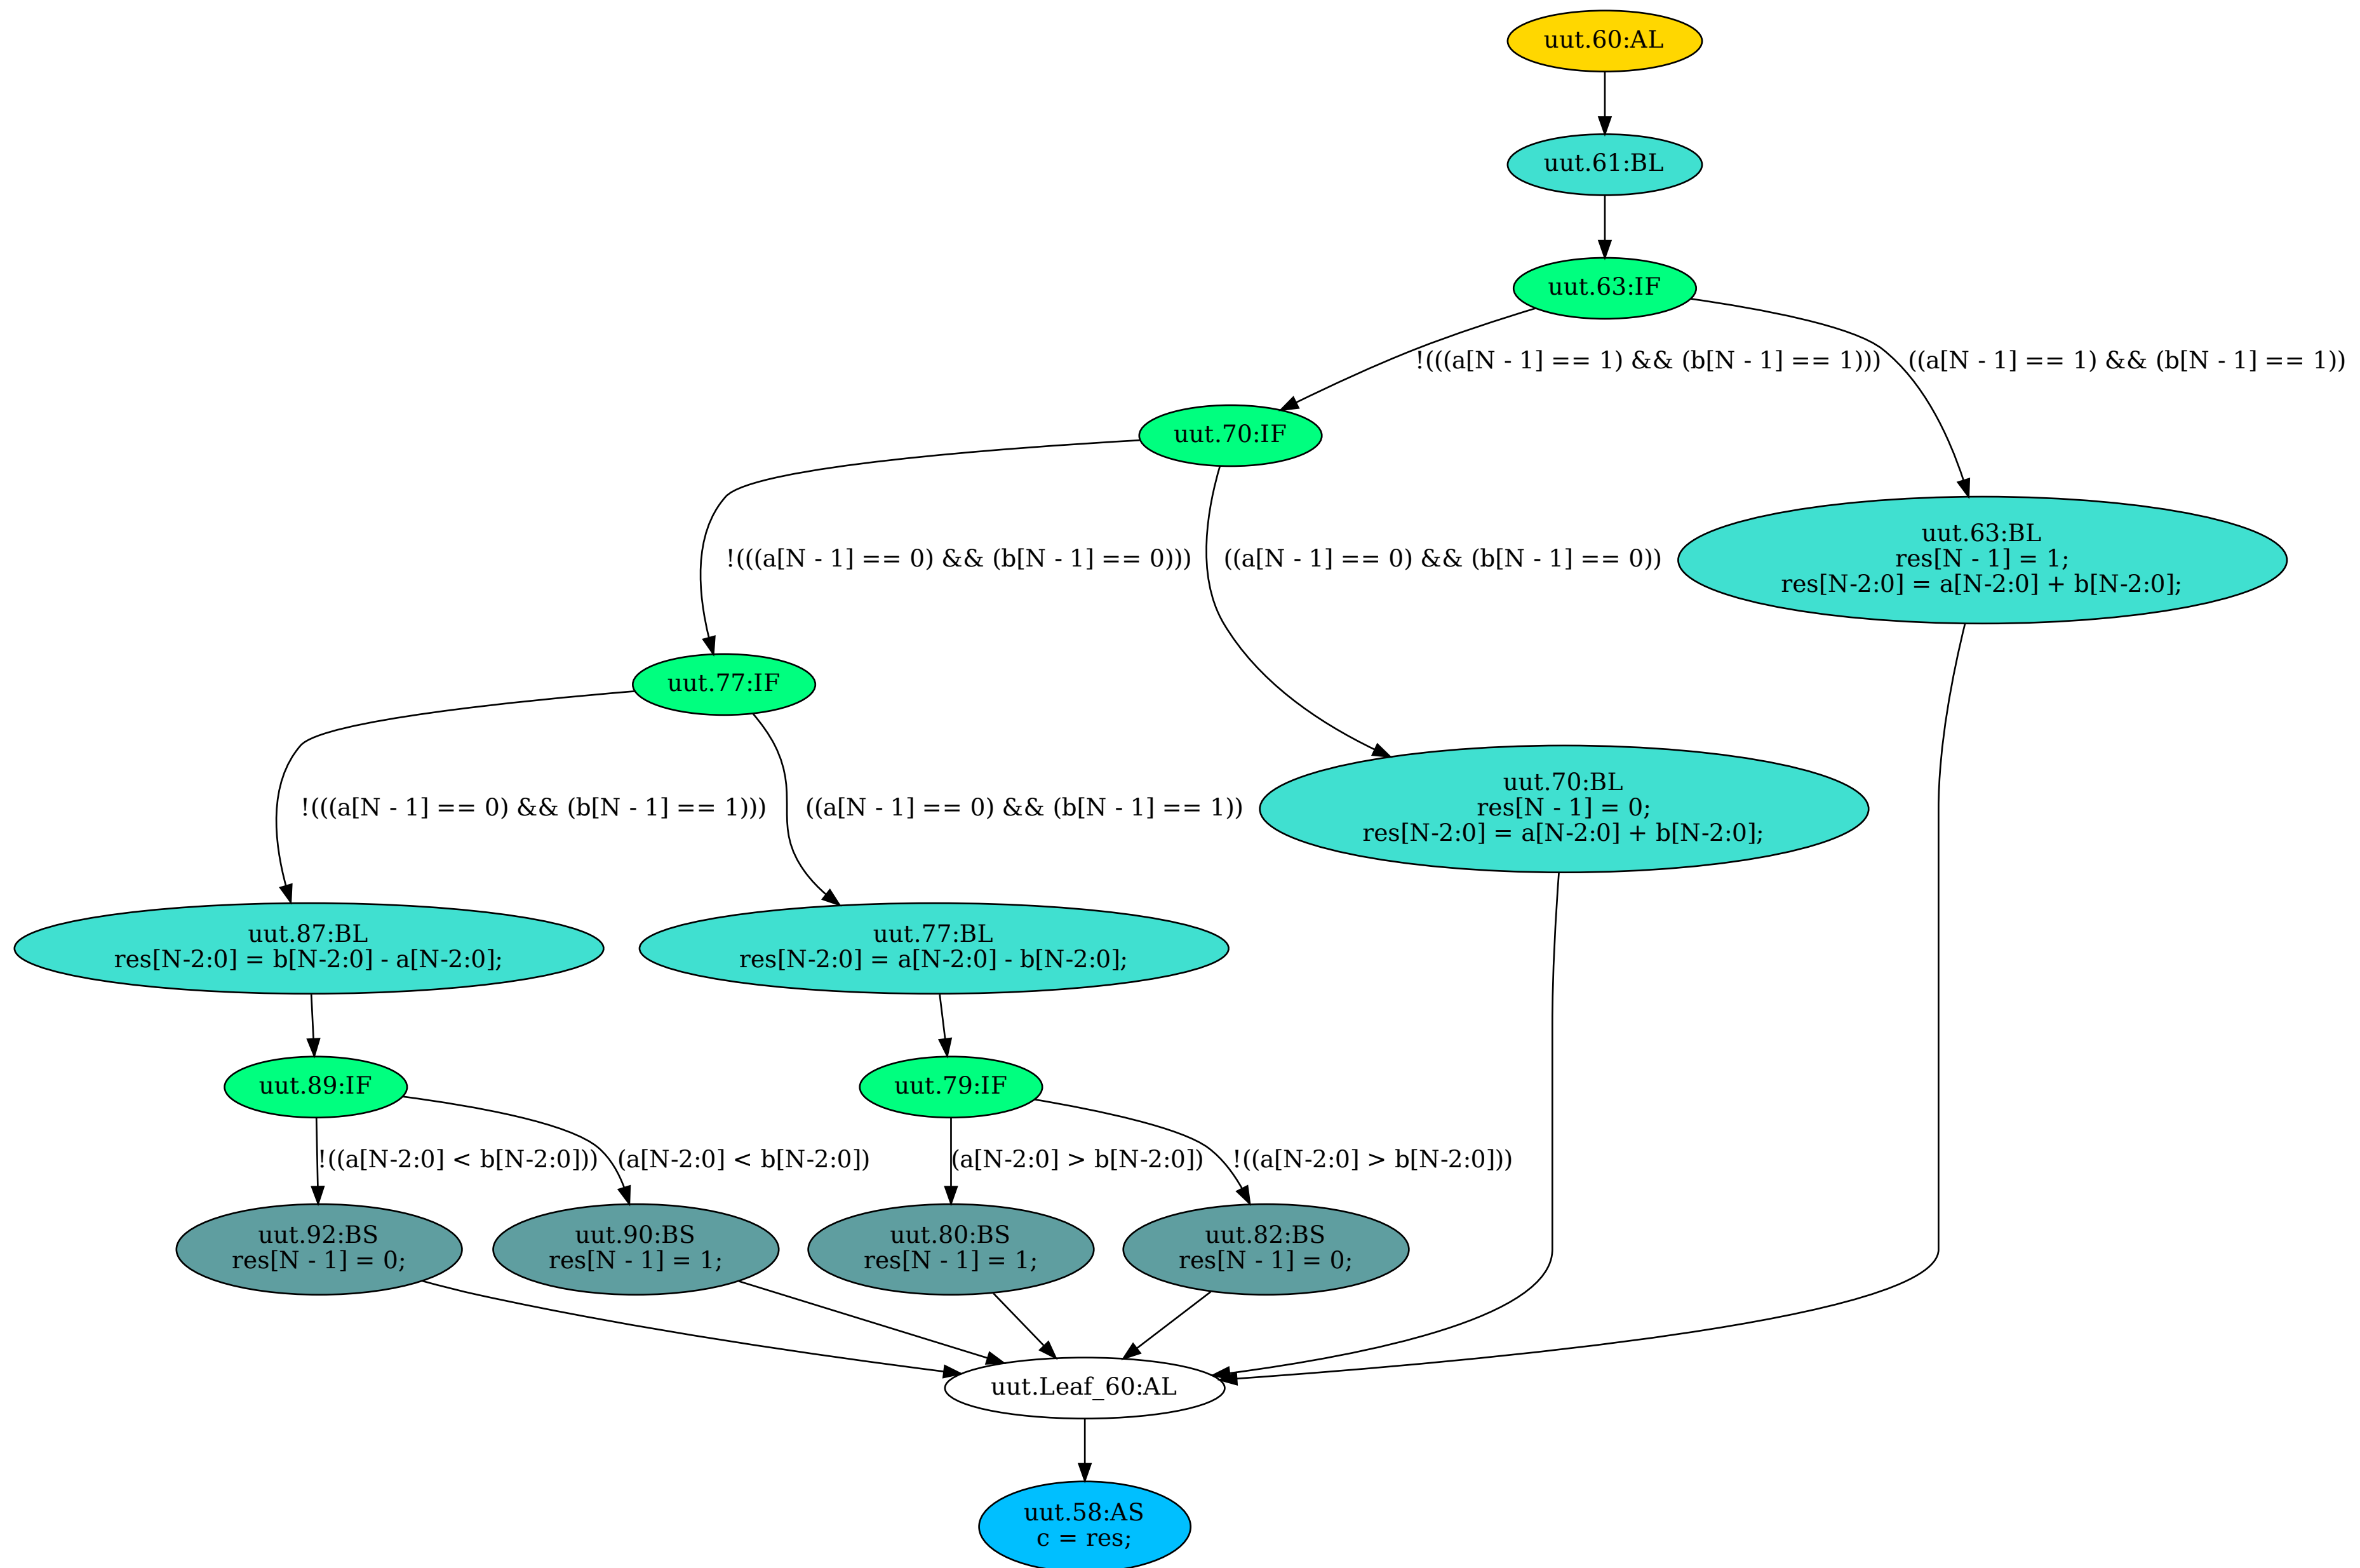 uut.60:AL
uut.61:BL
uut.63:IF
!(((a[N - 1] == 1) && (b[N - 1] == 1)))
((a[N - 1] == 1) && (b[N - 1] == 1))
uut.70:IF
uut.63:BL
res[N - 1] = 1;
res[N-2:0] = a[N-2:0] + b[N-2:0];
!(((a[N - 1] == 0) && (b[N - 1] == 0)))
((a[N - 1] == 0) && (b[N - 1] == 0))
uut.77:IF
uut.70:BL
res[N - 1] = 0;
res[N-2:0] = a[N-2:0] + b[N-2:0];
!(((a[N - 1] == 0) && (b[N - 1] == 1)))
((a[N - 1] == 0) && (b[N - 1] == 1))
uut.87:BL
res[N-2:0] = b[N-2:0] - a[N-2:0];
uut.77:BL
res[N-2:0] = a[N-2:0] - b[N-2:0];
uut.89:IF
uut.79:IF
!((a[N-2:0] < b[N-2:0]))
(a[N-2:0] < b[N-2:0])
(a[N-2:0] > b[N-2:0])
!((a[N-2:0] > b[N-2:0]))
uut.92:BS
res[N - 1] = 0;
uut.90:BS
res[N - 1] = 1;
uut.80:BS
res[N - 1] = 1;
uut.82:BS
res[N - 1] = 0;
uut.Leaf_60:AL
uut.58:AS
c = res;